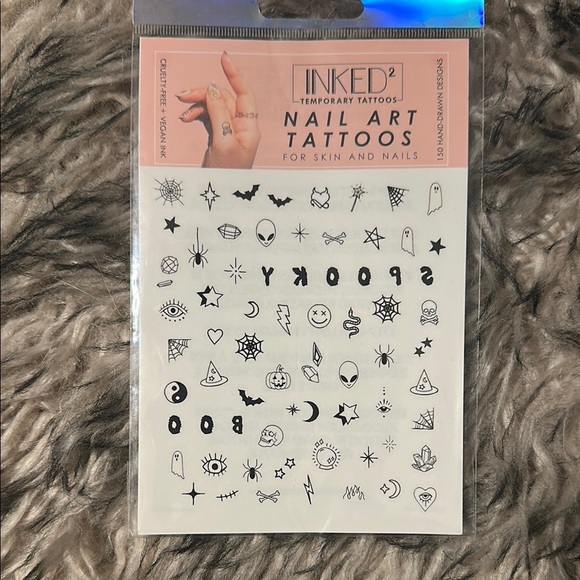 INKED²
TEMPORARY TATTOOS
NAIL ART
TATTOOS
FOR SKIN AND NAILS
CRUELTY-FREE + VEGAN INK
150 HAND-DRAWN DESIGNS
SPOOKY
BOO